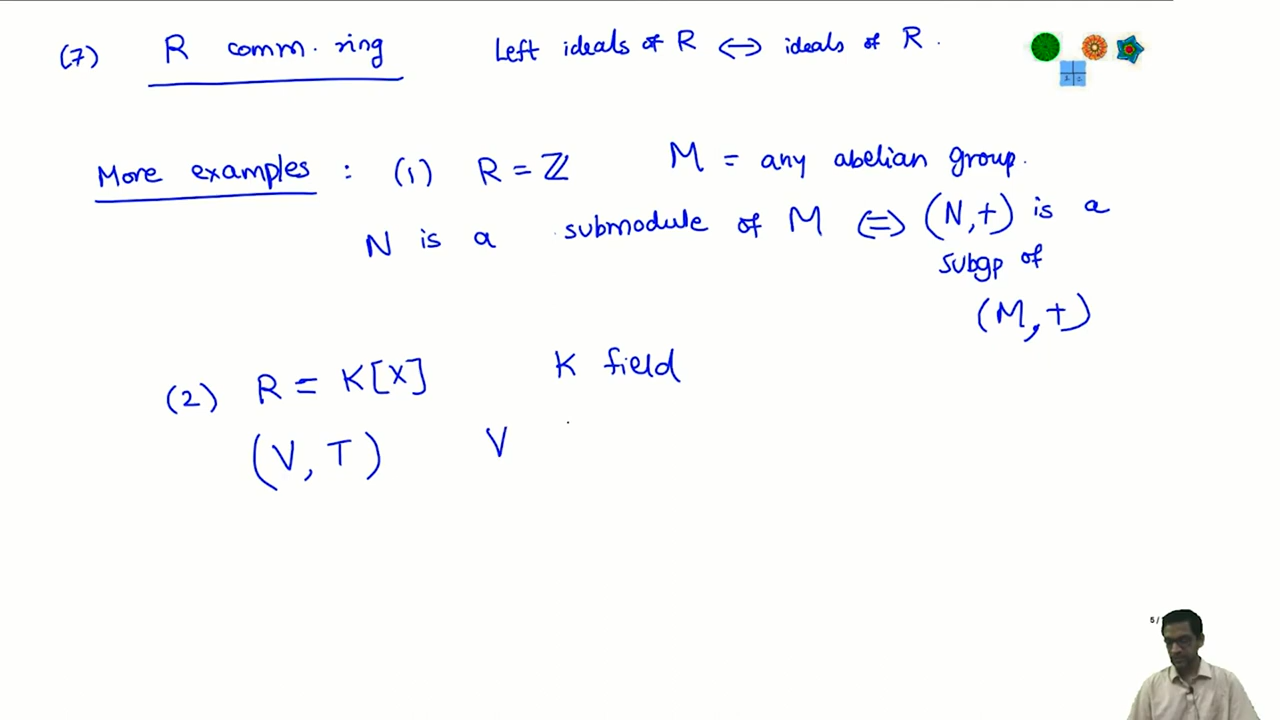 (7) R comm. ring Left ideals of R ↔ ideals of R.
More examples : (1) R = ℤ M = any abelian group.
N is a submodule of M ⇔ (N,+) is a
subgp of
(M,+)
(2) R = K[X] K field
(V, T) V